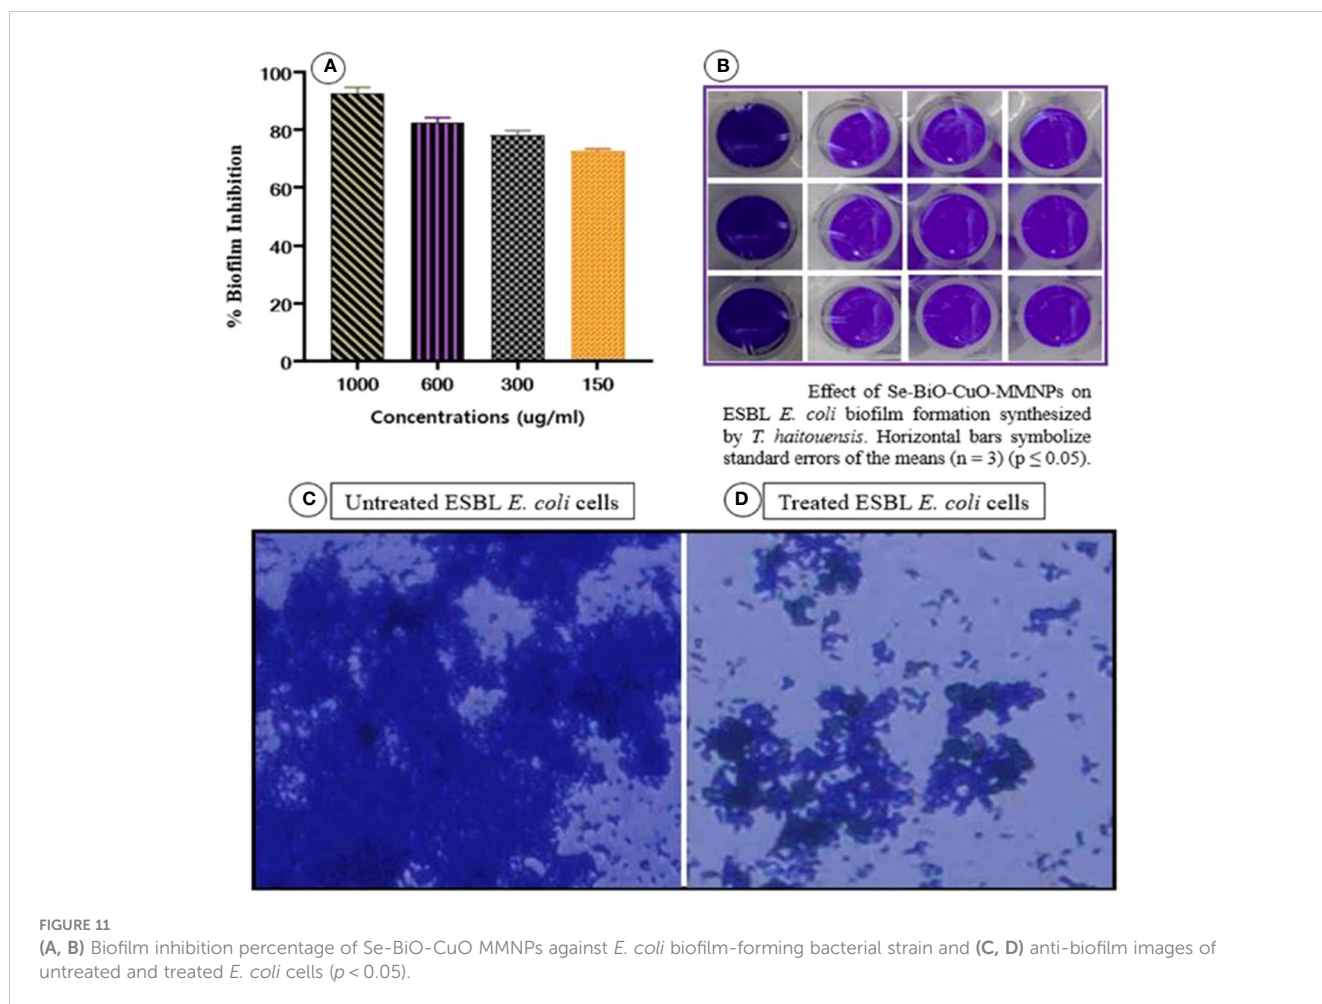 A
B
100
80
60
40
20
0
% Biofilm Inhibition
1000 600 300 150
Concentrations (ug/ml)
Effect of Se-BiO-CuO-MMNPs on
ESBL E. coli biofilm formation synthesized
by T. haitouensis. Horizontal bars symbolize
standard errors of the means (n = 3) (p ≤ 0.05).
C Untreated ESBL E. coli cells
D Treated ESBL E. coli cells
FIGURE 11
(A, B) Biofilm inhibition percentage of Se-BiO-CuO MMNPs against E. coli biofilm-forming bacterial strain and (C, D) anti-biofilm images of
untreated and treated E. coli cells (p < 0.05).